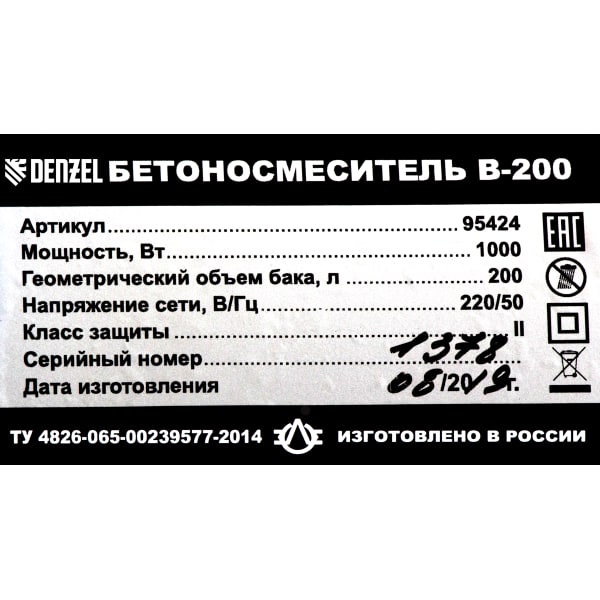 DENZEL БЕТОНОСМЕСИТЕЛЬ B-200
Артикул 95424
Мощность, Вт 1000
Геометрический объем бака, л 200
Напряжение сети, В/Гц 220/50
Класс защиты II
Серийный номер 1378
Дата изготовления 08/2019г.
EAC
ТУ 4826-065-00239577-2014 ИЗГОТОВЛЕНО В РОССИИ